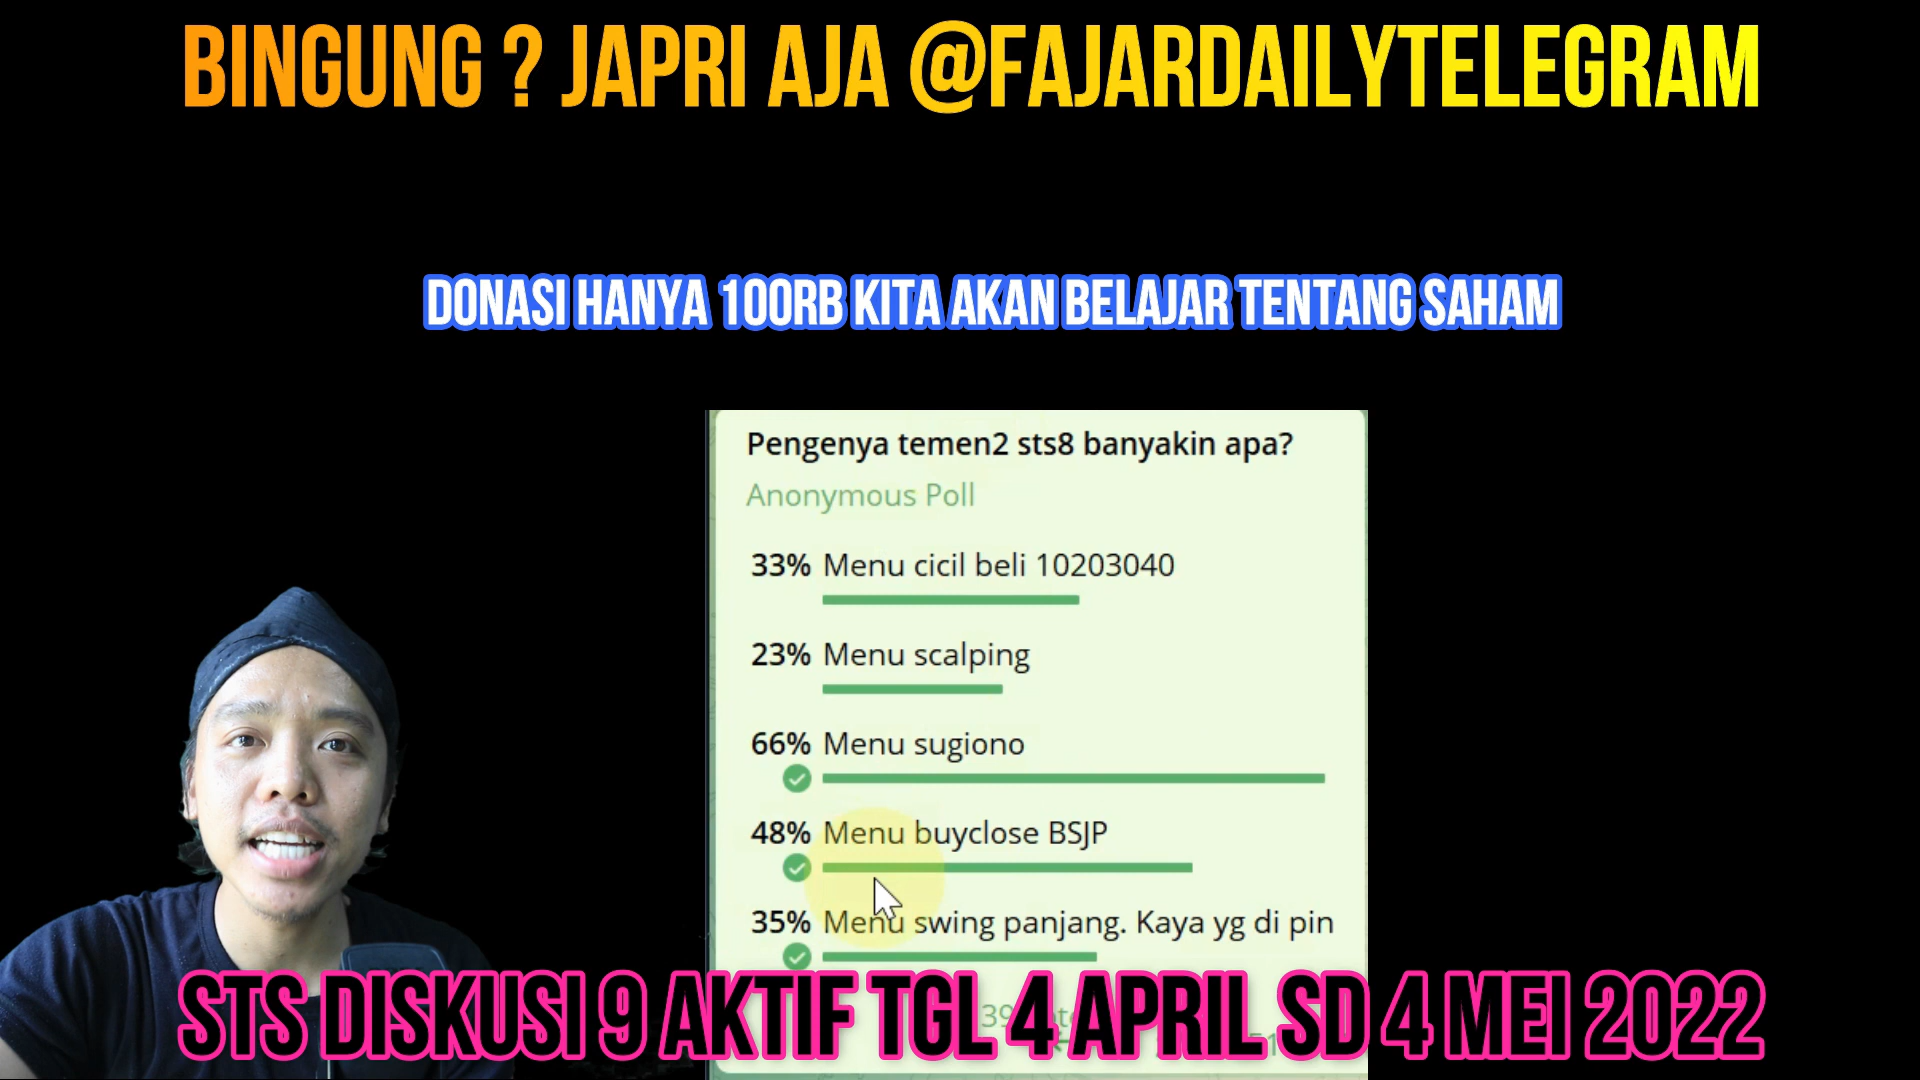 BINGUNG ? JAPRI AJA @FAJARDAILYTELEGRAM
DONASI HANYA 100RB KITA AKAN BELAJAR TENTANG SAHAM
Pengenya temen2 sts8 banyakin apa?
Anonymous Poll
33% Menu cicil beli 10203040
23% Menu scalping
66% Menu sugiono
48% Menu buyclose BSJP
35% Menu swing panjang. Kaya yg di pin
STS DISKUSI 9 AKTIF TGL 4 APRIL SD 4 MEI 2022